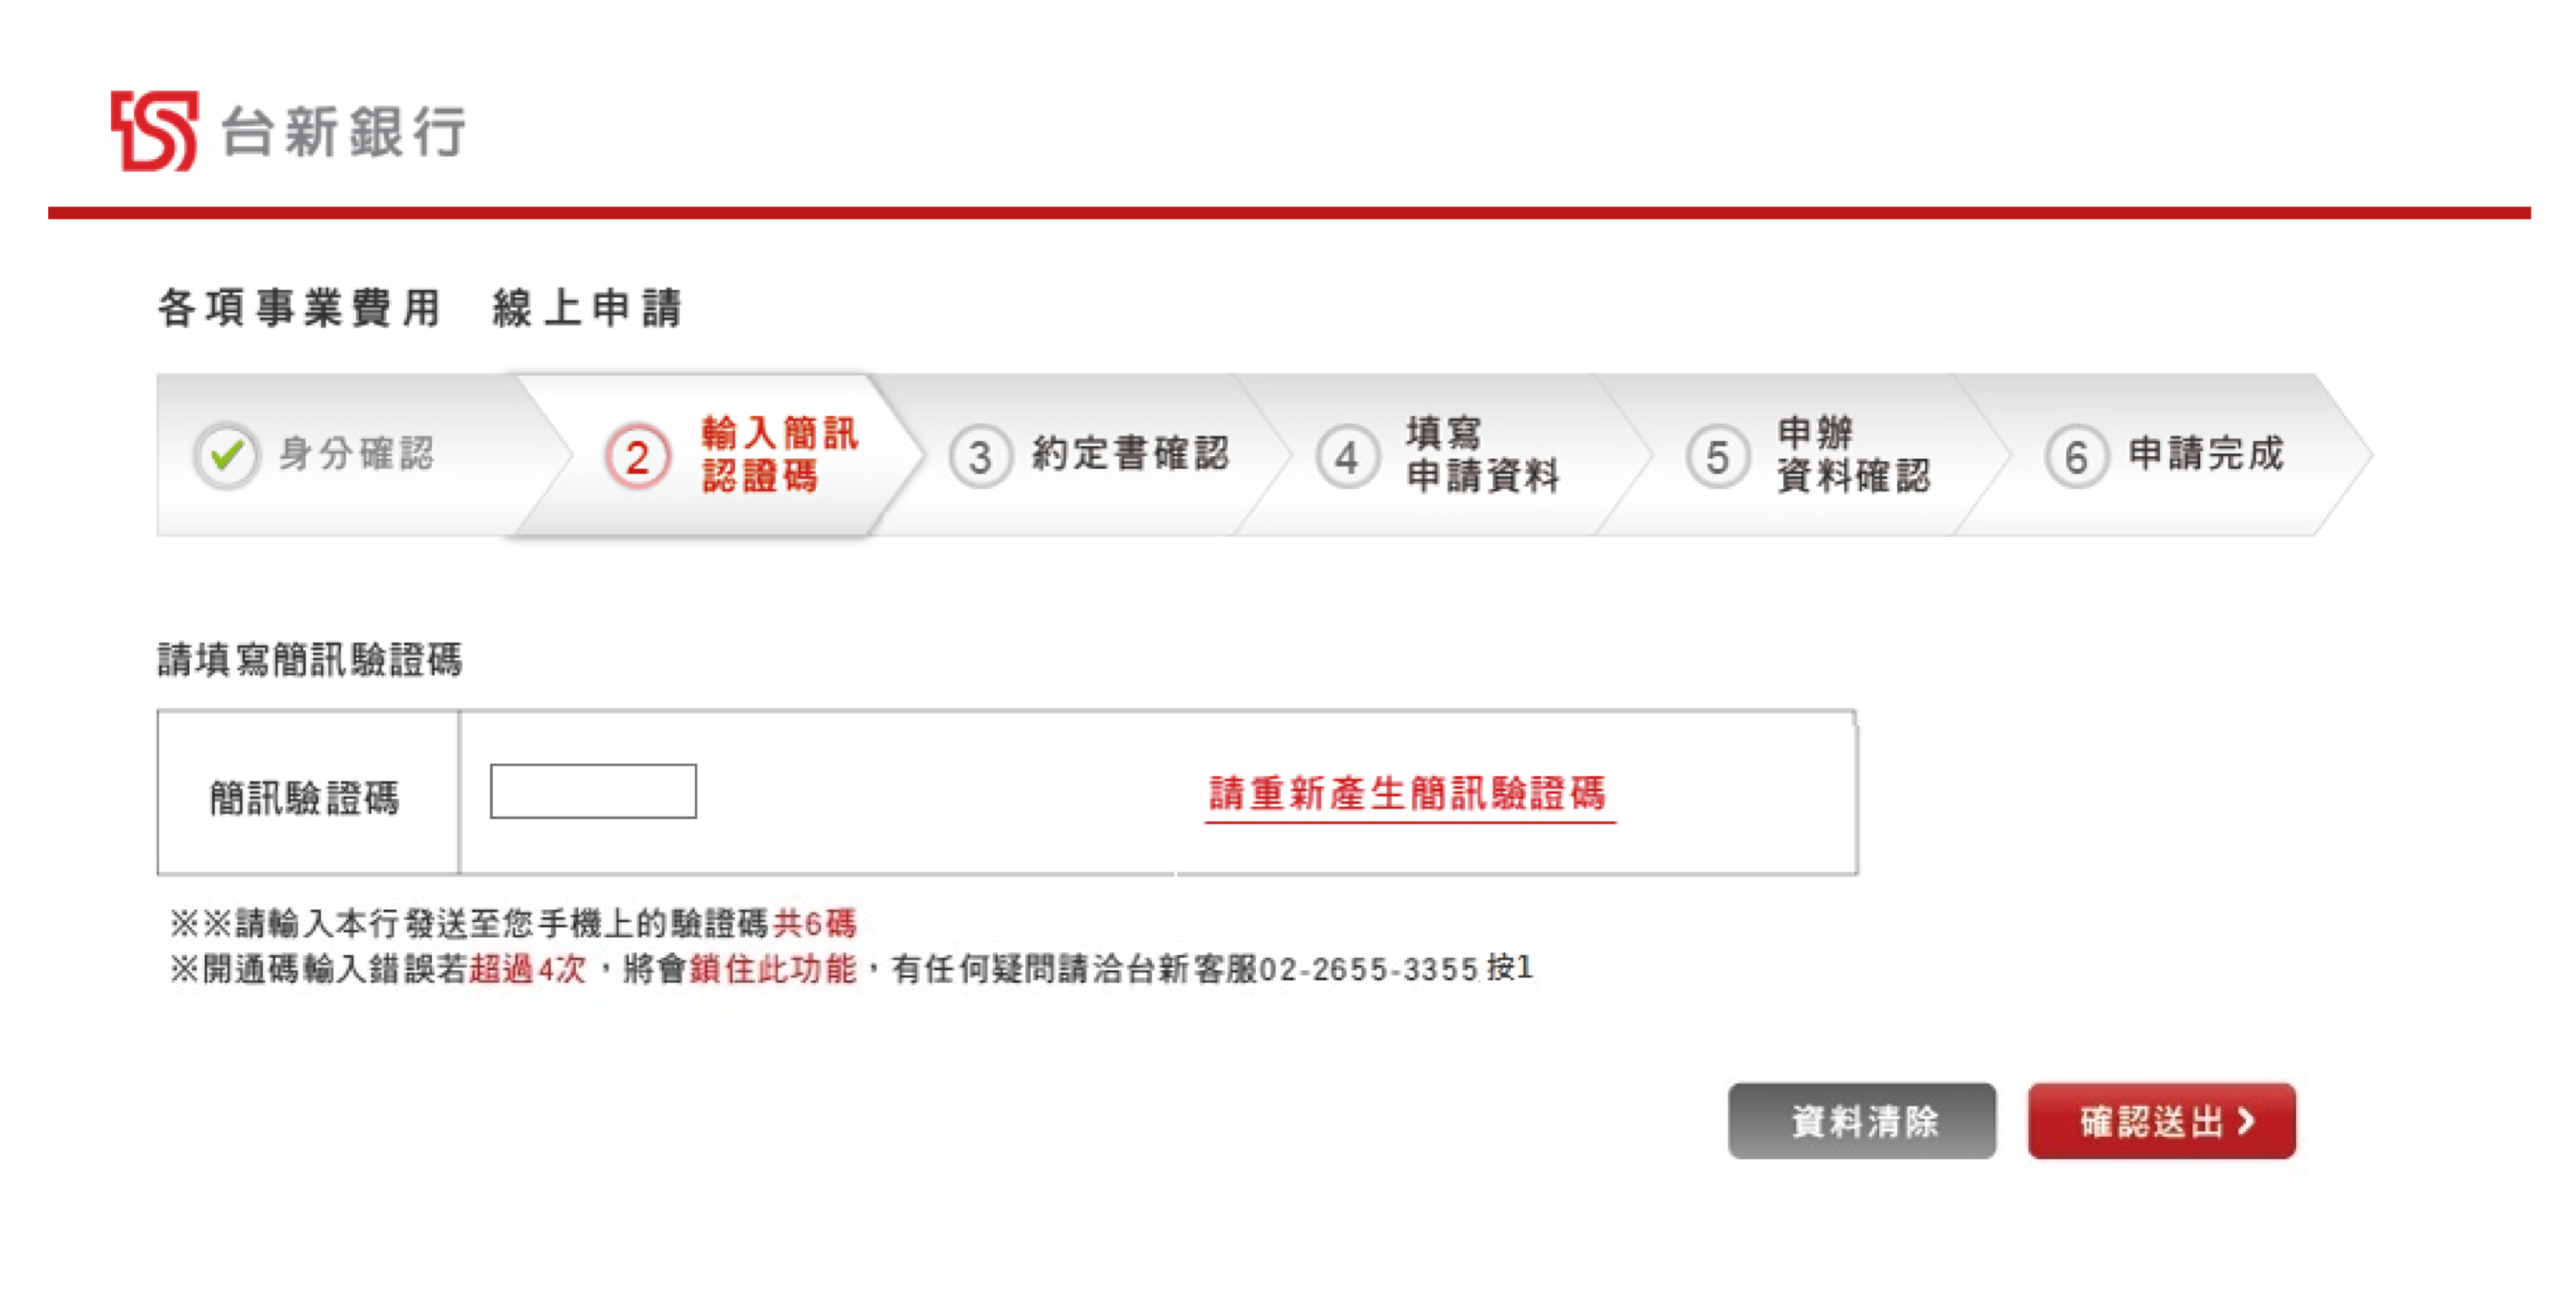 台新銀行
各項事業費用 線上申請
身分確認
2 輸入簡訊
認證碼
3 約定書確認
4 填寫
申請資料
5 申辦
資料確認
6 申請完成
請填寫簡訊驗證碼
簡訊驗證碼
請重新產生簡訊驗證碼
※※請輸入本行發送至您手機上的驗證碼共6碼
※開通碼輸入錯誤若超過4次，將會鎖住此功能，有任何疑問請洽台新客服02-2655-3355 按1
資料清除
確認送出